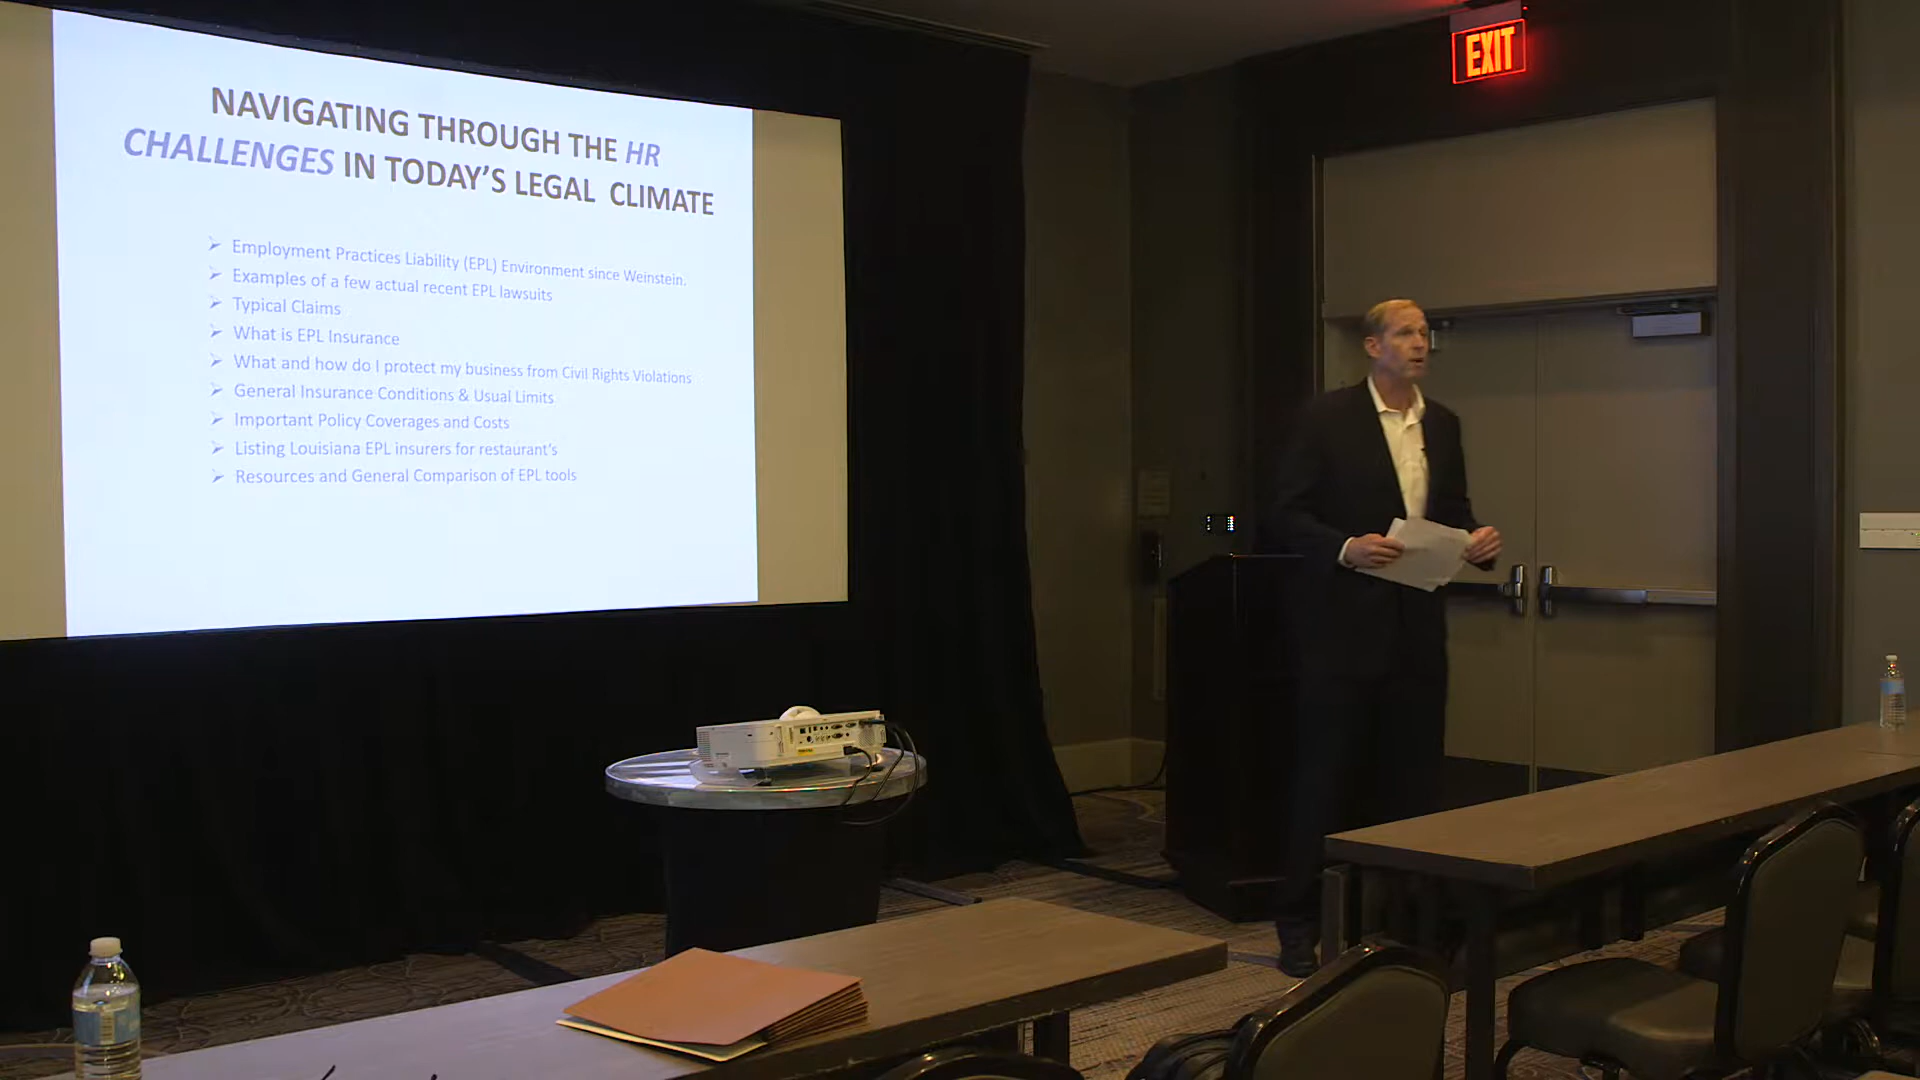 NAVIGATING THROUGH THE HR
CHALLENGES IN TODAY'S LEGAL CLIMATE
➢ Employment Practices Liability (EPL) Environment since Weinstein.
➢ Examples of a few actual recent EPL lawsuits
➢ Typical Claims
➢ What is EPL Insurance
➢ What and how do I protect my business from Civil Rights Violations
➢ General Insurance Conditions & Usual Limits
➢ Important Policy Coverages and Costs
➢ Listing Louisiana EPL insurers for restaurant's
➢ Resources and General Comparison of EPL tools
EXIT